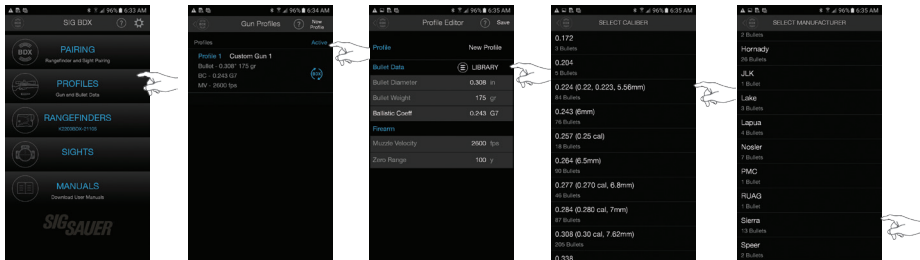 96% 6:33 AM
SIG BDX
BDX
PAIRING
Rangefinder and Sight Pairing
PROFILES
Gun and Bullet Data
RANGEFINDERS
SIGHTS
MANUALS
Download User Manuals
SIG SAUER
96% 6:34 AM
Gun Profiles
?
New Profile
Profiles
Active
Profile 1 Custom Gun 1
Bullet - 0.308" 175 gr
BC - 0.243 G7
MV - 2600 fps
BDX
96% 6:35 AM
Profile Editor
?
Save
Profile
New Profile
Bullet Data
LIBRARY
Bullet Diameter 0.308 in
Bullet Weight 175 gr
Ballistic Coeff 0.243 G7
Firearm
Muzzle Velocity 2600 fps
Zero Range 100 y
96% 6:35 AM
SELECT CALIBER
0.172
3 Bullets
0.204
5 Bullets
0.224 (0.22, 0.223, 5.56mm)
84 Bullets
0.243 (6mm)
76 Bullets
0.257 (0.25 cal)
18 Bullets
0.264 (6.5mm)
90 Bullets
0.277 (0.270 cal, 6.8mm)
46 Bullets
0.284 (0.280 cal, 7mm)
87 Bullets
0.308 (0.30 cal, 7.62mm)
205 Bullets
0.338
96% 6:35 AM
SELECT MANUFACTURER
2 Bullets
Hornady
26 Bullets
JLK
1 Bullet
Lake
3 Bullets
Lapua
4 Bullets
Nosler
7 Bullets
PMC
1 Bullet
RUAG
1 Bullet
Sierra
13 Bullets
Speer
2 Bullets